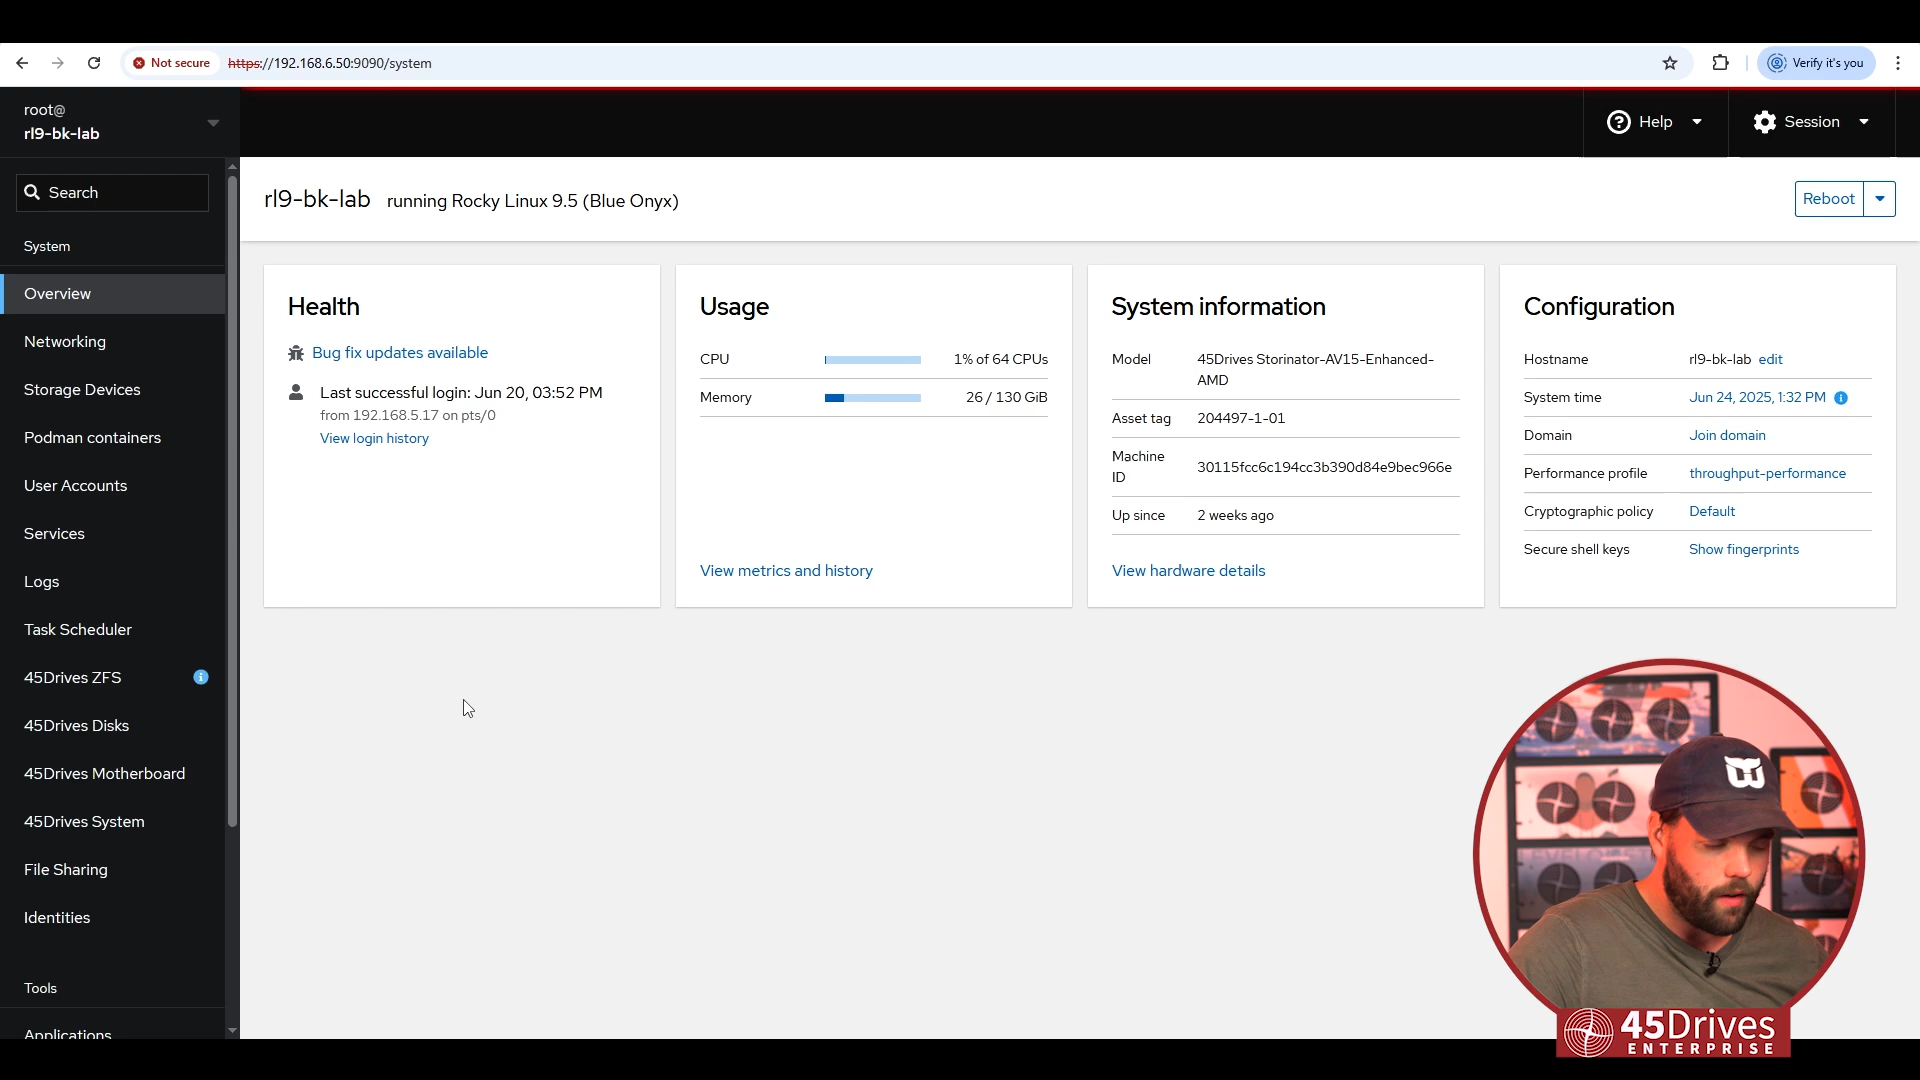 Not secure https://192.168.6.50:9090/system Verify it's you
root@
rl9-bk-lab
Help Session
Search
System
Overview
Networking
Storage Devices
Podman containers
User Accounts
Services
Logs
Task Scheduler
45Drives ZFS
45Drives Disks
45Drives Motherboard
45Drives System
File Sharing
Identities
Tools
Applications
rl9-bk-lab running Rocky Linux 9.5 (Blue Onyx)
Reboot
Health
Bug fix updates available
Last successful login: Jun 20, 03:52 PM
from 192.168.5.17 on pts/0
View login history
Usage
CPU 1% of 64 CPUs
Memory 26 / 130 GiB
View metrics and history
System information
Model 45Drives Storinator-AV15-Enhanced-
AMD
Asset tag 204497-1-01
Machine
ID 30115fcc6c194cc3b390d84e9bec966e
Up since 2 weeks ago
View hardware details
Configuration
Hostname rl9-bk-lab edit
System time Jun 24, 2025, 1:32 PM
Domain Join domain
Performance profile throughput-performance
Cryptographic policy Default
Secure shell keys Show fingerprints
45Drives
ENTERPRISE